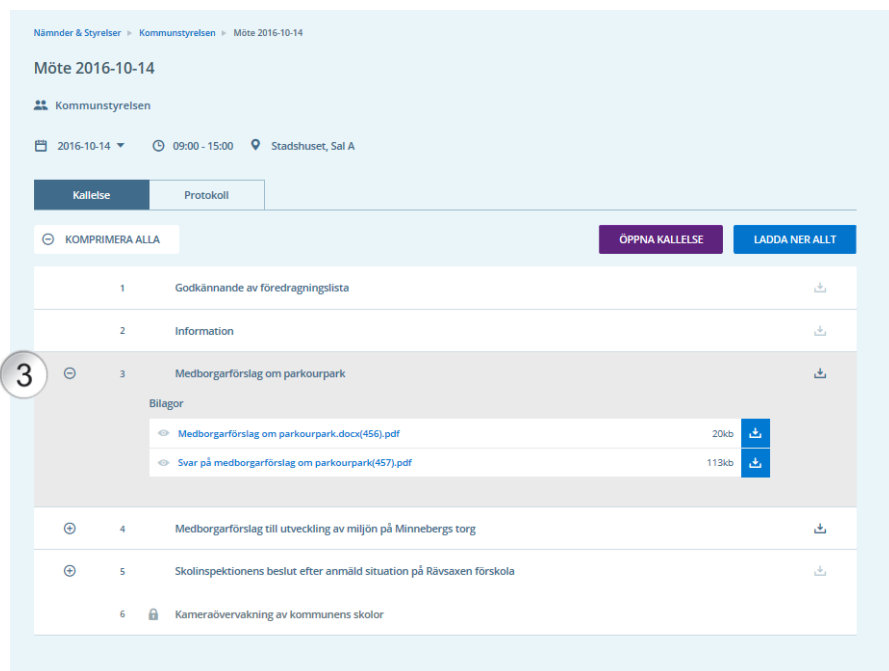 Nämnder & Styrelser ▸ Kommunstyrelsen ▸ Möte 2016-10-14
Möte 2016-10-14
Kommunstyrelsen
2016-10-14 09:00 - 15:00 Stadshuset, Sal A
Kallelse Protokoll
KOMPRIMERA ALLA ÖPPNA KALLELSE LADDA NER ALLT
1 Godkännande av föredragningslista
2 Information
3 3 Medborgarförslag om parkourpark
Bilagor
Medborgarförslag om parkourpark.docx(456).pdf 20kb
Svar på medborgarförslag om parkourpark(457).pdf 113kb
4 Medborgarförslag till utveckling av miljön på Minnebergs torg
5 Skolinspektionens beslut efter anmäld situation på Rävsaxen förskola
6 Kameraövervakning av kommunens skolor